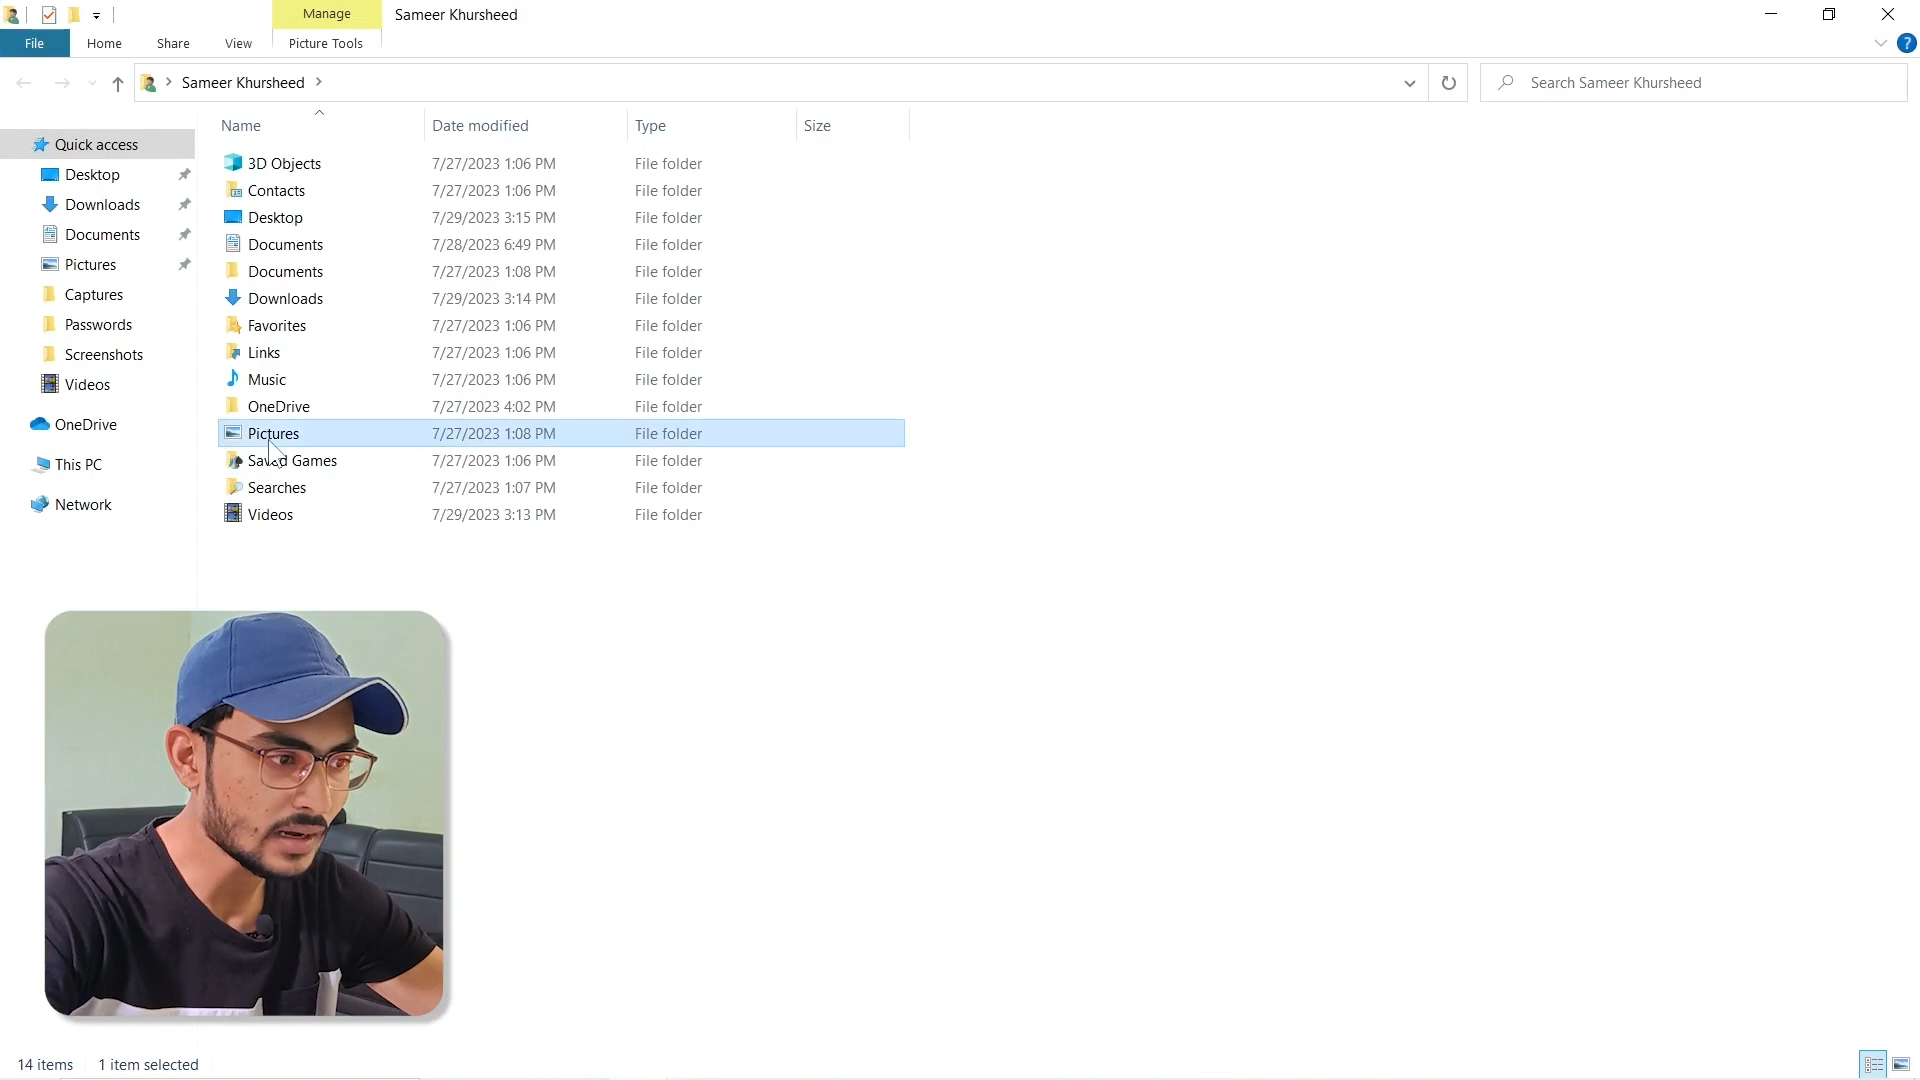 Manage
Sameer Khursheed
File
Home
Share
View
Picture Tools
?
Sameer Khursheed
Search Sameer Khursheed
Name
Date modified
Type
Size
Quick access
Desktop
Downloads
Documents
Pictures
Captures
Passwords
Screenshots
Videos
OneDrive
This PC
Network
3D Objects 7/27/2023 1:06 PM File folder
Contacts 7/27/2023 1:06 PM File folder
Desktop 7/29/2023 3:15 PM File folder
Documents 7/28/2023 6:49 PM File folder
Documents 7/27/2023 1:08 PM File folder
Downloads 7/29/2023 3:14 PM File folder
Favorites 7/27/2023 1:06 PM File folder
Links 7/27/2023 1:06 PM File folder
Music 7/27/2023 1:06 PM File folder
OneDrive 7/27/2023 4:02 PM File folder
Pictures 7/27/2023 1:08 PM File folder
Saved Games 7/27/2023 1:06 PM File folder
Searches 7/27/2023 1:07 PM File folder
Videos 7/29/2023 3:13 PM File folder
14 items
1 item selected